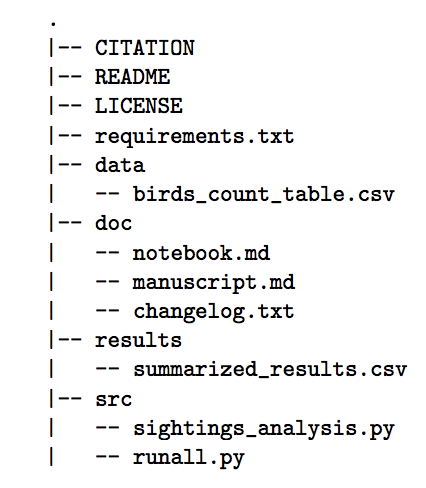 .
|-- CITATION
|-- README
|-- LICENSE
|-- requirements.txt
|-- data
|   -- birds_count_table.csv
|-- doc
|   -- notebook.md
|   -- manuscript.md
|   -- changelog.txt
|-- results
|   -- summarized_results.csv
|-- src
|   -- sightings_analysis.py
|   -- runall.py